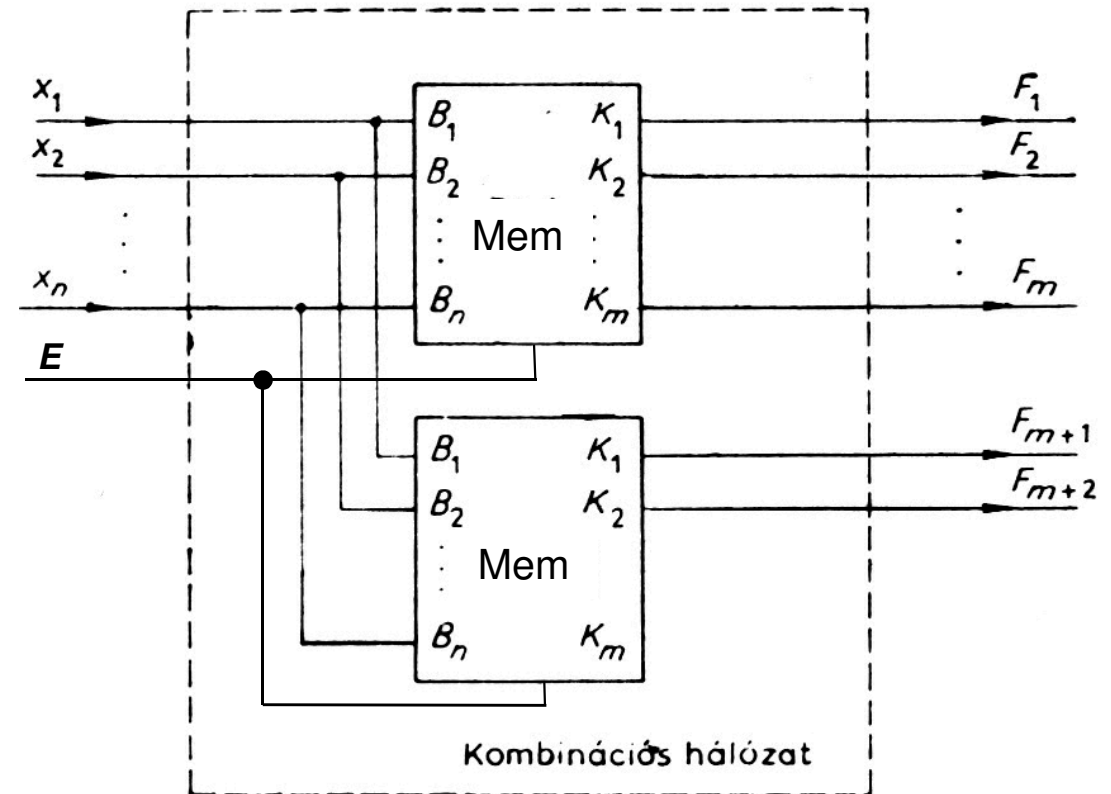 x₁ B₁ K₁ F₁
x₂ B₂ K₂ F₂
Mem
xₙ Bₙ Kₘ Fₘ
E
B₁ K₁ Fₘ₊₁
B₂ K₂ Fₘ₊₂
Mem
Bₙ Kₘ
Kombinációs hálózat